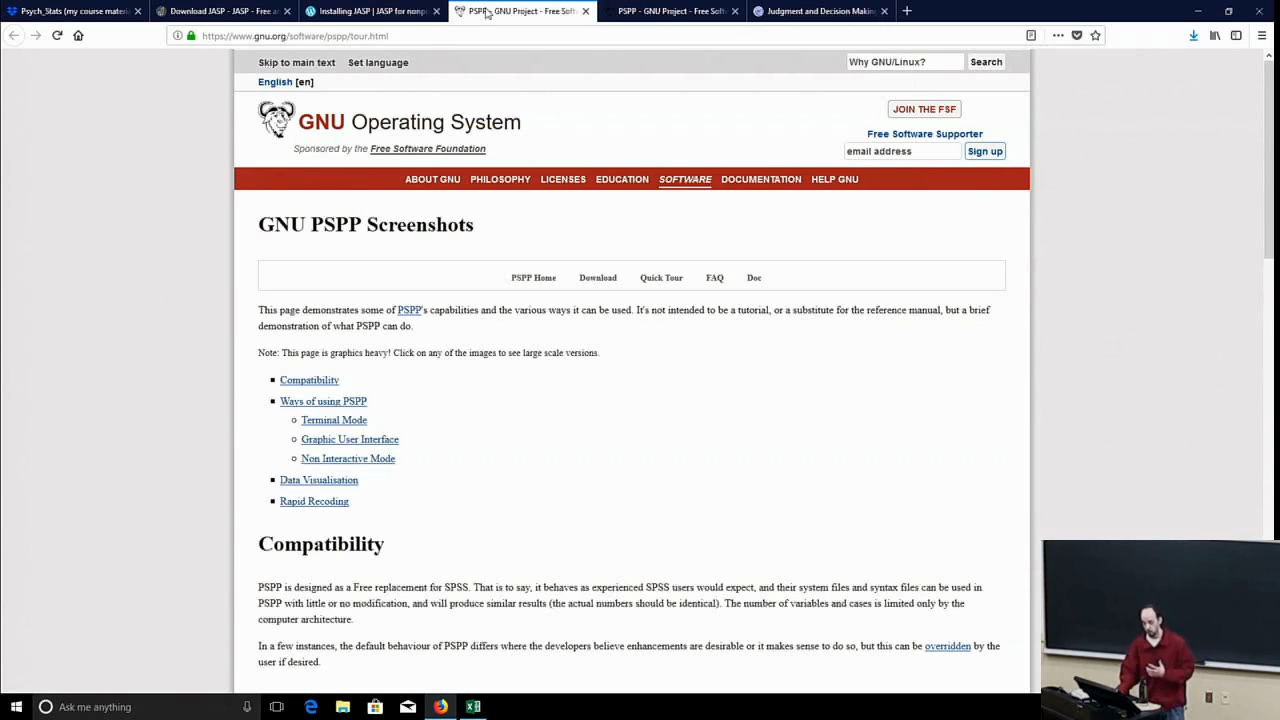 Psych_Stats (my course materia
Download JASP - JASP - Free an
Installing JASP | JASP for nonp
PSPP - GNU Project - Free Soft
PSPP - GNU Project - Free Soft
Judgment and Decision Making
https://www.gnu.org/software/pspp/tour.html
Skip to main text Set language
Why GNU/Linux? Search
English [en]
GNU Operating System
Sponsored by the Free Software Foundation
JOIN THE FSF
Free Software Supporter
email address Sign up
ABOUT GNU PHILOSOPHY LICENSES EDUCATION SOFTWARE DOCUMENTATION HELP GNU
GNU PSPP Screenshots
PSPP Home Download Quick Tour FAQ Doc
This page demonstrates some of PSPP's capabilities and the various ways it can be used. It's not intended to be a tutorial, or a substitute for the reference manual, but a brief
demonstration of what PSPP can do.
Note: This page is graphics heavy! Click on any of the images to see large scale versions.
Compatibility
Ways of using PSPP
Terminal Mode
Graphic User Interface
Non Interactive Mode
Data Visualisation
Rapid Recoding
Compatibility
PSPP is designed as a Free replacement for SPSS. That is to say, it behaves as experienced SPSS users would expect, and their system files and syntax files can be used in
PSPP with little or no modification, and will produce similar results (the actual numbers should be identical). The number of variables and cases is limited only by the
computer architecture.
In a few instances, the default behaviour of PSPP differs where the developers believe enhancements are desirable or it makes sense to do so, but this can be overridden by the
user if desired.
Ask me anything